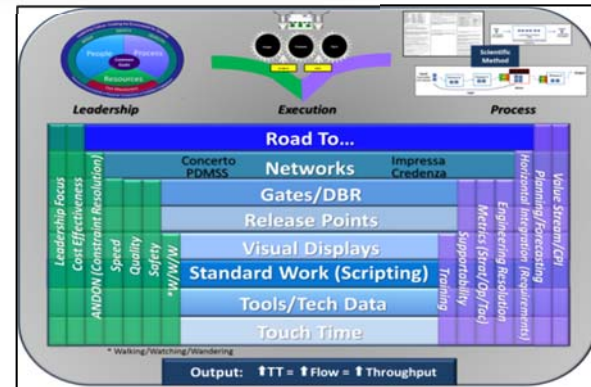 People
Process
Common Goals
Resources
Scientific
Method
Leadership
Execution
Process
Road To...
Concerto
PDMSS
Networks
Impressa
Credenza
Gates/DBR
Release Points
Visual Displays
Standard Work (Scripting)
Tools/Tech Data
Touch Time
Leadership Focus
Cost Effectiveness
ANDON (Constraint Resolution)
Speed
Quality
Safety
*W/W/W
Training
Supportability
Metrics (Strat/Op/Tac)
Engineering Resolution
Horizontal Integration (Requirements)
Planning/Forecasting
Value Stream/CPI
* Walking/Watching/Wandering
Output: ⬆TT = ⬆Flow = ⬆Throughput